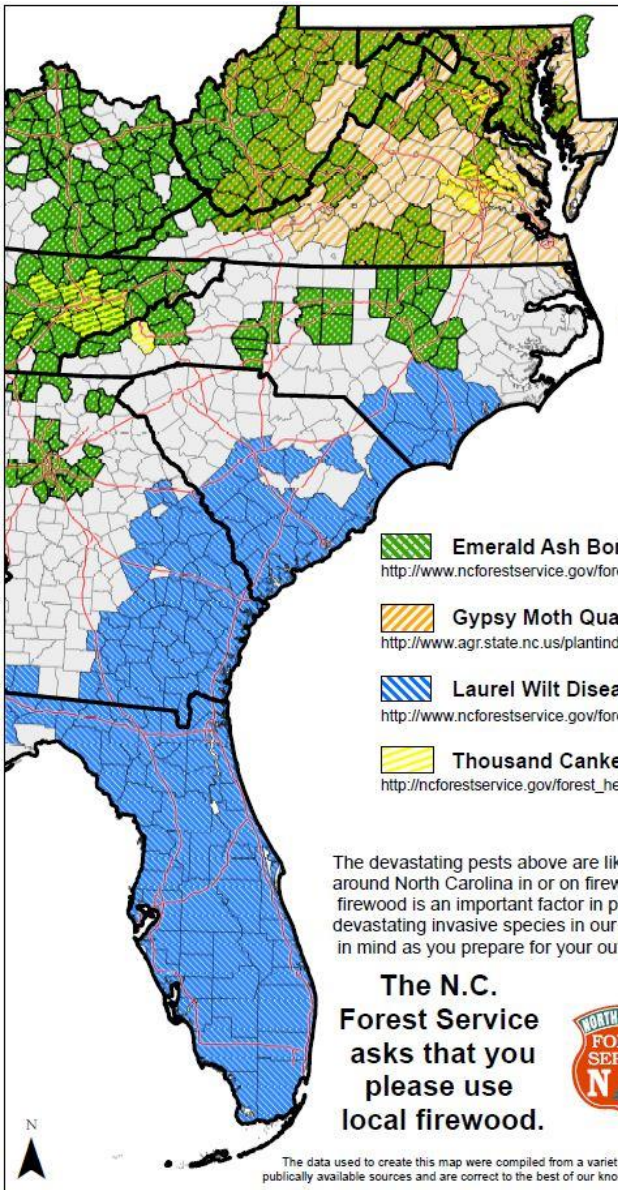 Emerald Ash Bor
http://www.ncforestservice.gov/fore
Gypsy Moth Qua
http://www.agr.state.nc.us/plantind
Laurel Wilt Disea
http://www.ncforestservice.gov/fore
Thousand Canke
http://ncforestservice.gov/forest_he
The devastating pests above are lik
around North Carolina in or on firew
firewood is an important factor in p
devastating invasive species in our
in mind as you prepare for your ou
The N.C.
Forest Service
asks that you
please use
local firewood.
NORTH
FO
SER
N
N
The data used to create this map were compiled from a variet
publically available sources and are correct to the best of our kno